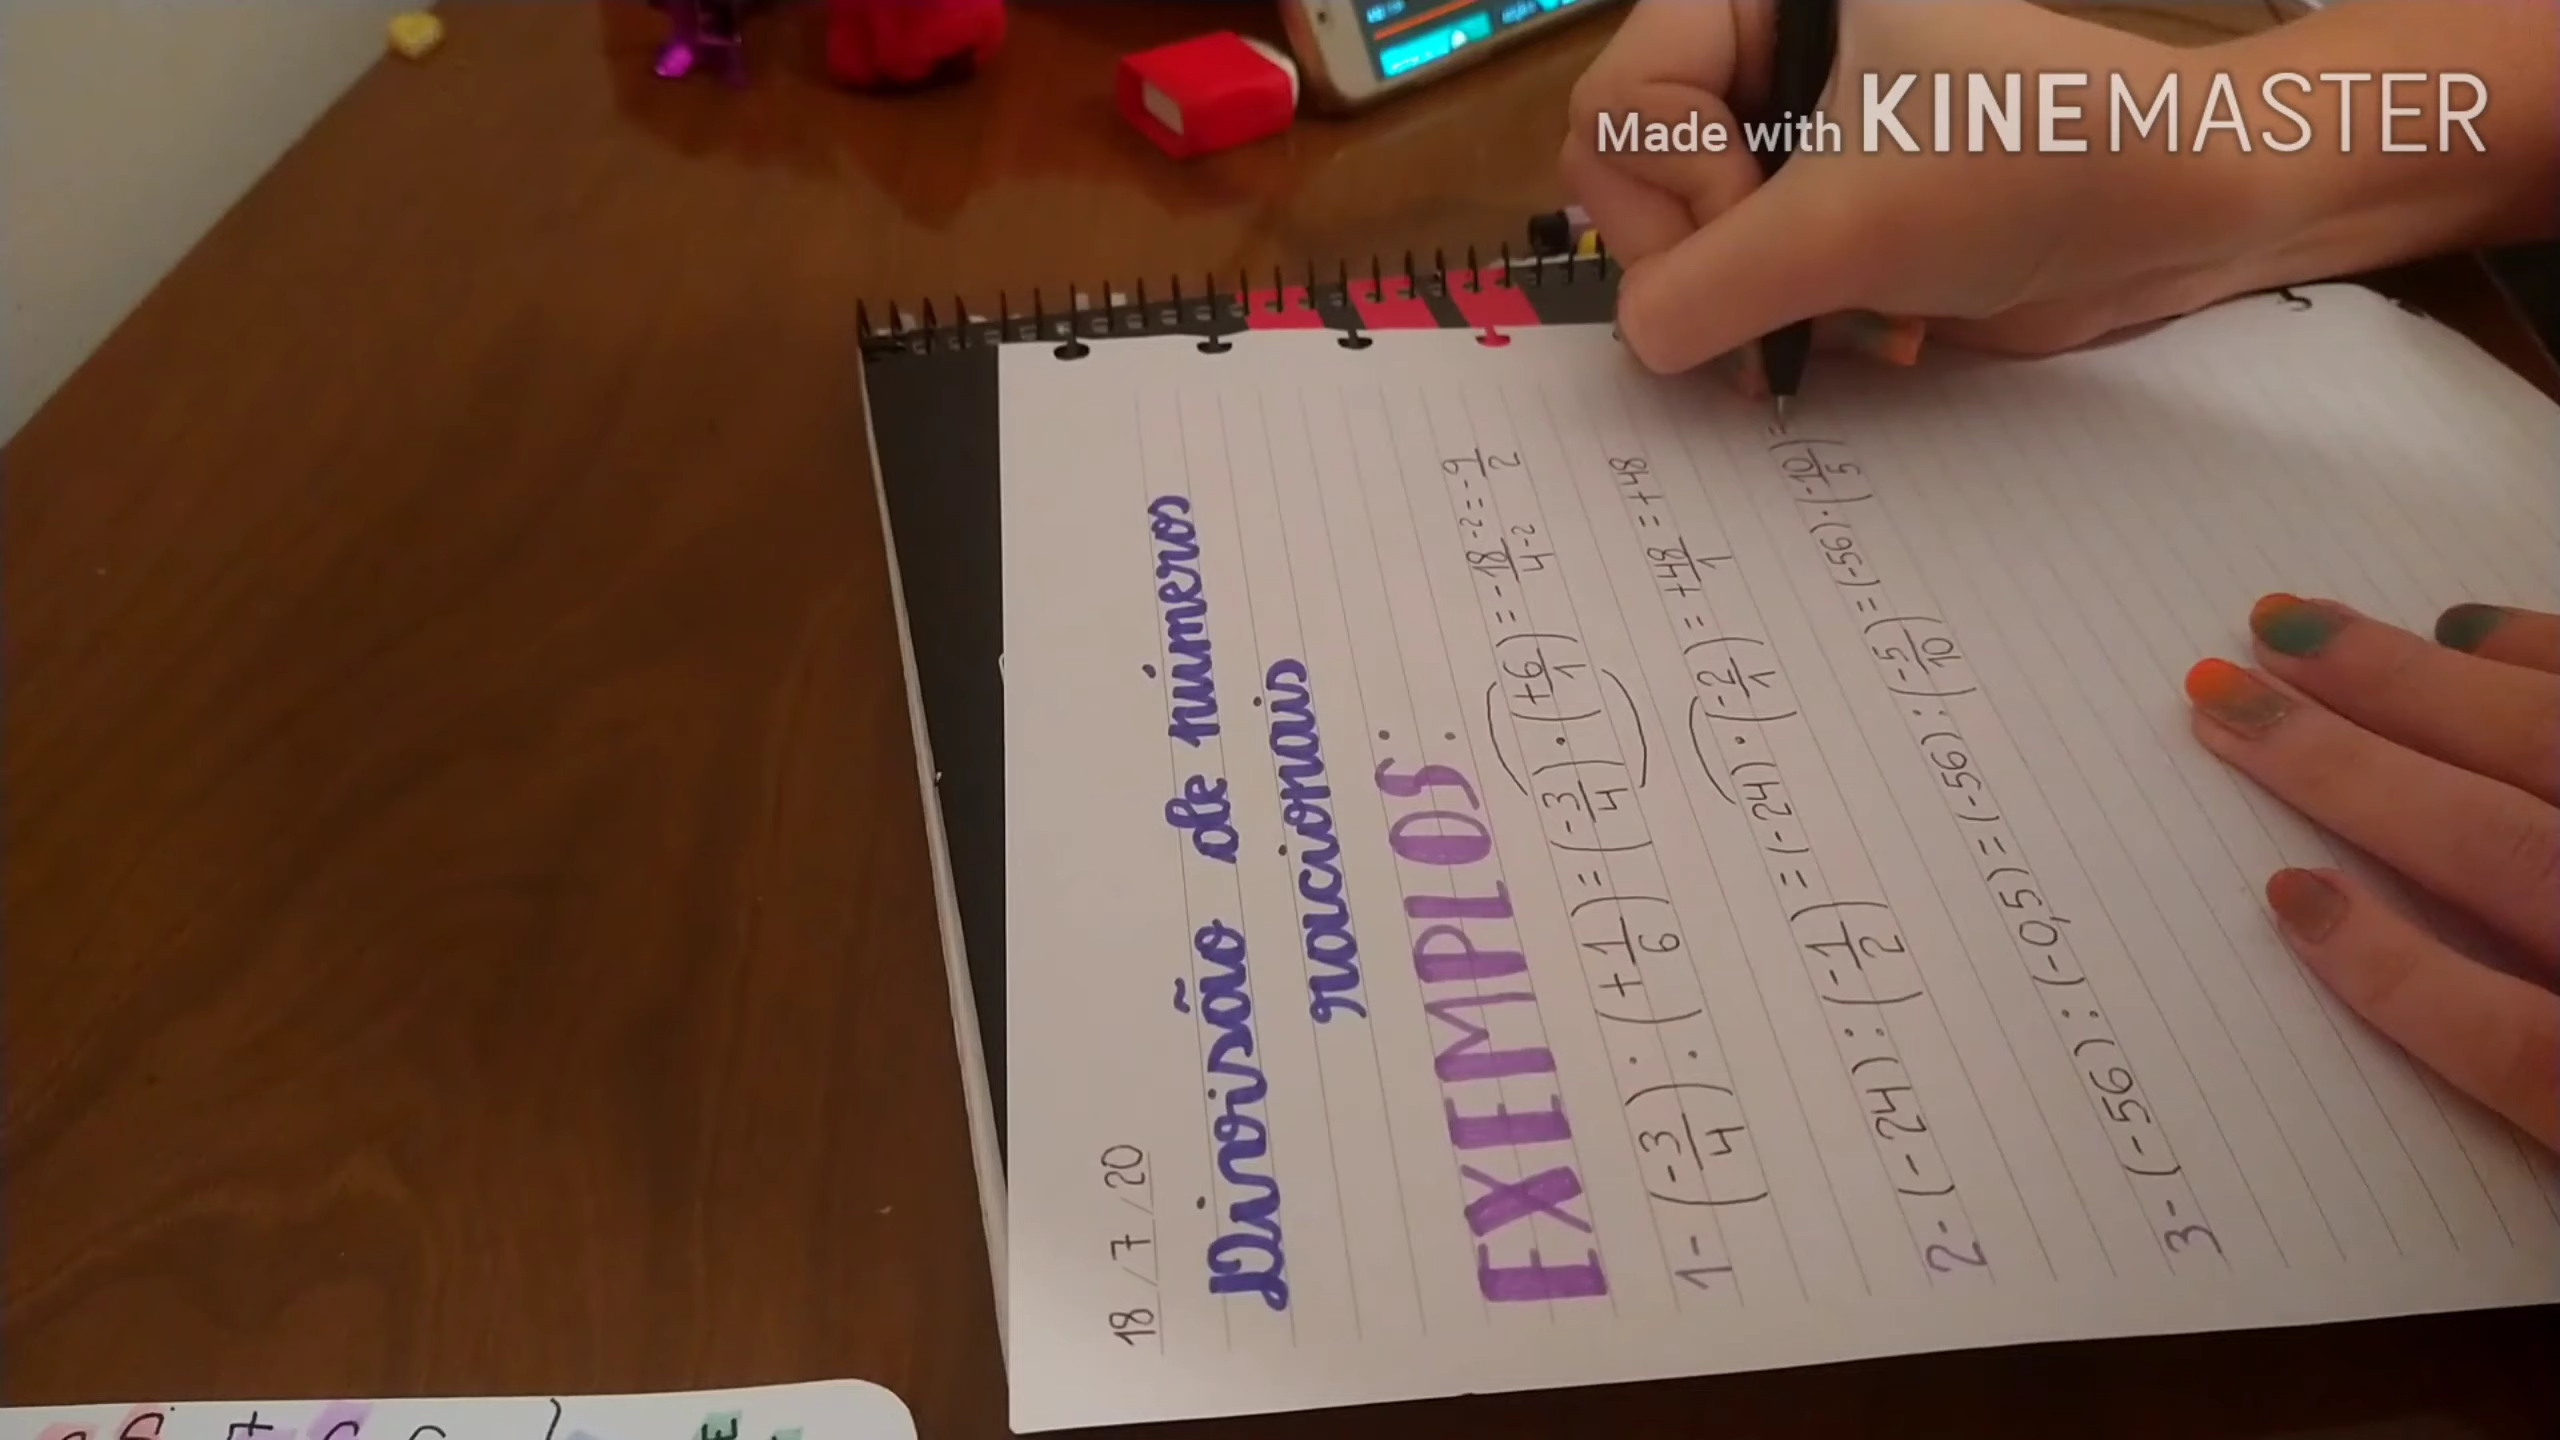 Made with KINEMASTER
18/7/20
Divisão de números
racionais
EXEMPLOS:
1- (-3/4) : (+1/6) = (-3/4) · (+6/1) = -18/4 -2/-2 = -9/2
2- (-24) : (-1/2) = (-24) · (-2/1) = +48/1 = +48
3- (-56) : (-0,5) = (-56) : (-5/10) = (-56) · (-10/5) =